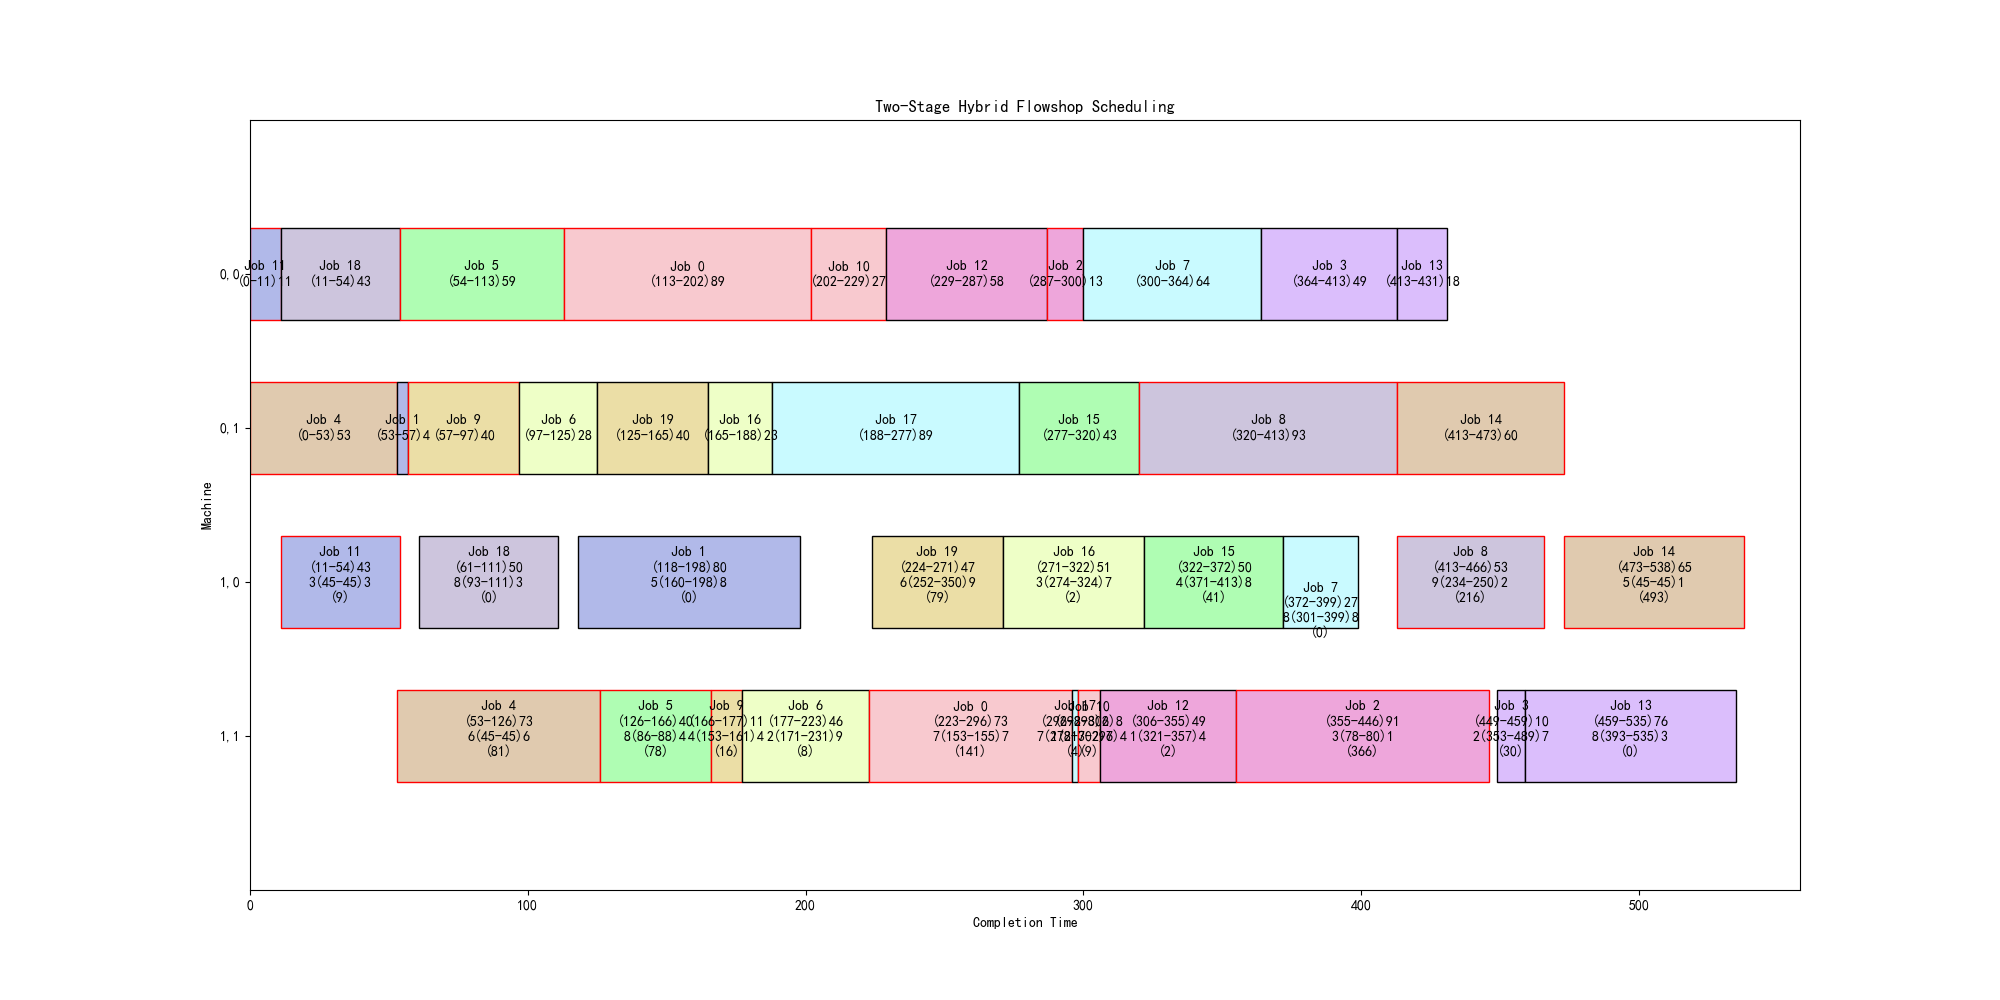 Two-Stage Hybrid Flowshop Scheduling
0,0
Job 11
(0-11)11
Job 18
(11-54)43
Job 5
(54-113)59
Job 0
(113-202)89
Job 10
(202-229)27
Job 12
(229-287)58
Job 2
(287-300)13
Job 7
(300-364)64
Job 3
(364-413)49
Job 13
(413-431)18
0,1
Job 4
(0-53)53
Job 1
(53-57)4
Job 9
(57-97)40
Job 6
(97-125)28
Job 19
(125-165)40
Job 16
(165-188)23
Job 17
(188-277)89
Job 15
(277-320)43
Job 8
(320-413)93
Job 14
(413-473)60
Machine
1,0
Job 11
(11-54)43
3(45-45)3
(9)
Job 18
(61-111)50
8(93-111)3
(0)
Job 1
(118-198)80
5(160-198)8
(0)
Job 19
(224-271)47
6(252-350)9
(79)
Job 16
(271-322)51
3(274-324)7
(2)
Job 15
(322-372)50
4(371-413)8
(41)
Job 7
(372-399)27
8(301-399)8
(0)
Job 8
(413-466)53
9(234-250)2
(216)
Job 14
(473-538)65
5(45-45)1
(493)
1,1
Job 4
(53-126)73
6(45-45)6
(81)
Job 5
(126-166)40
8(86-88)4
(78)
Job 9
(166-177)11
4(153-161)4
(16)
Job 6
(177-223)46
2(171-231)9
(8)
Job 0
(223-296)73
7(153-155)7
(141)
(4)
(9)
Job 12
(306-355)49
1(321-357)4
(2)
Job 2
(355-446)91
3(78-80)1
(366)
Job 3
(449-459)10
2(353-489)7
(30)
Job 13
(459-535)76
8(393-535)3
(0)
0
100
200
300
400
500
Completion Time